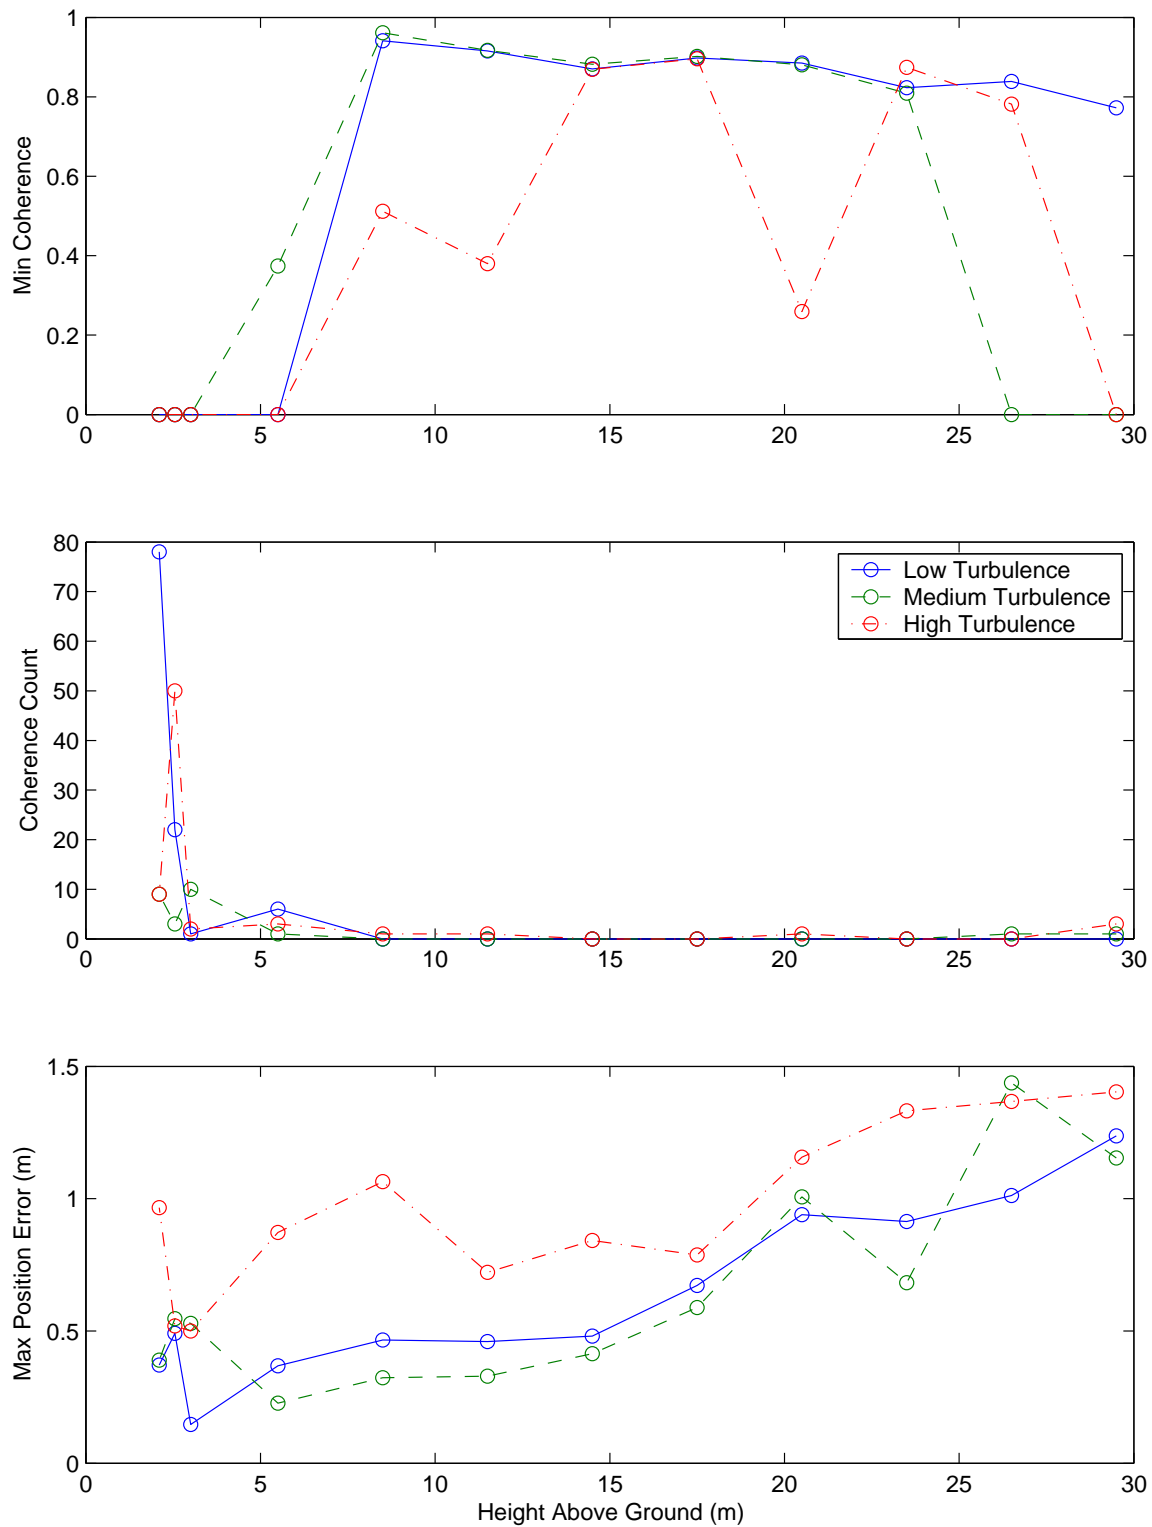 1
0.8
0.6
0.4
0.2
0
Min Coherence
0 5 10 15 20 25 30
80
70
60
50
40
30
20
10
0
Coherence Count
Low Turbulence
Medium Turbulence
High Turbulence
0 5 10 15 20 25 30
1.5
1
0.5
0
Max Position Error (m)
0 5 10 15 20 25 30
Height Above Ground (m)